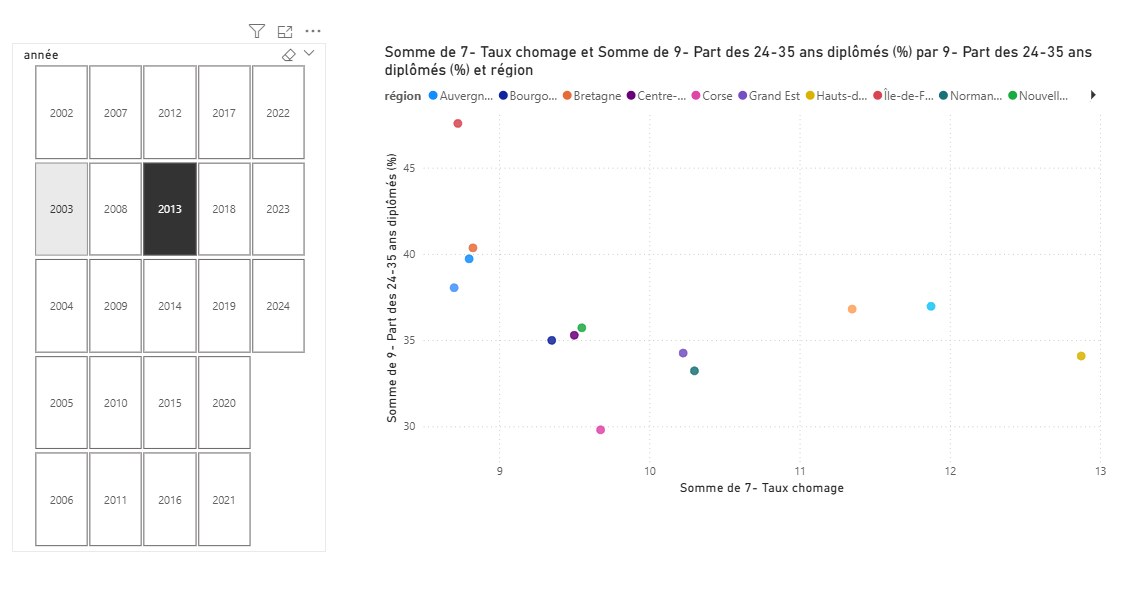 année
2002 2007 2012 2017 2022
2003 2008 2013 2018 2023
2004 2009 2014 2019 2024
2005 2010 2015 2020
2006 2011 2016 2021
Somme de 7- Taux chomage et Somme de 9- Part des 24-35 ans diplômés (%) par 9- Part des 24-35 ans
diplômés (%) et région
région Auvergn... Bourgo... Bretagne Centre-... Corse Grand Est Hauts-d... Île-de-F... Norman... Nouvell...
Somme de 9- Part des 24-35 ans diplômés (%)
45
40
35
30
9 10 11 12 13
Somme de 7- Taux chomage